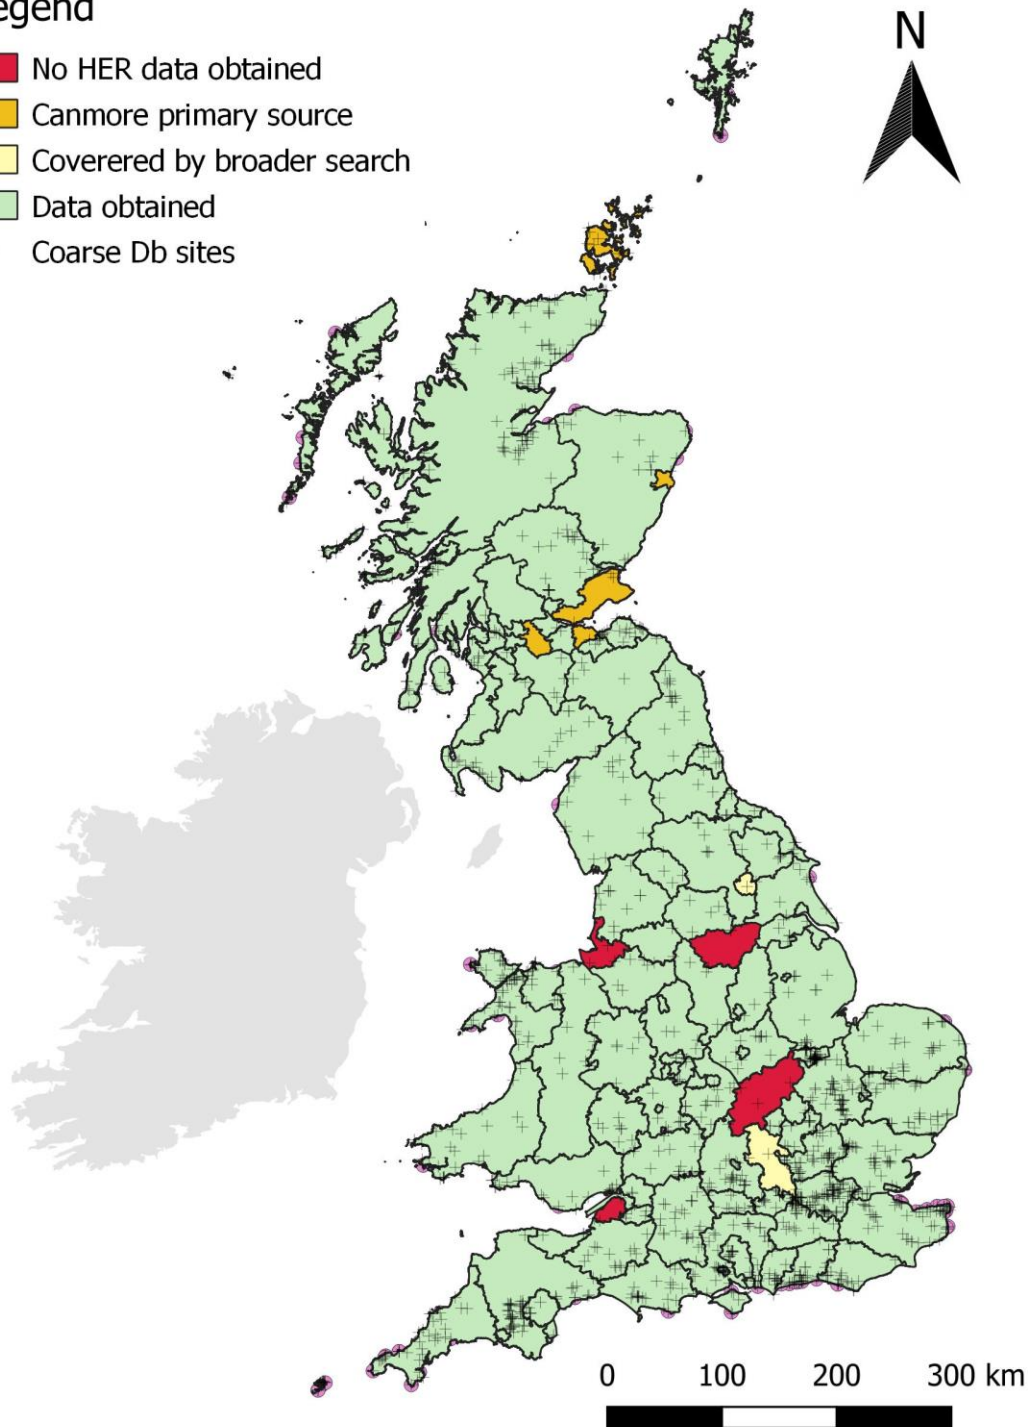 egend
No HER data obtained
Canmore primary source
Coverered by broader search
Data obtained
Coarse Db sites
N
0 100 200 300 km